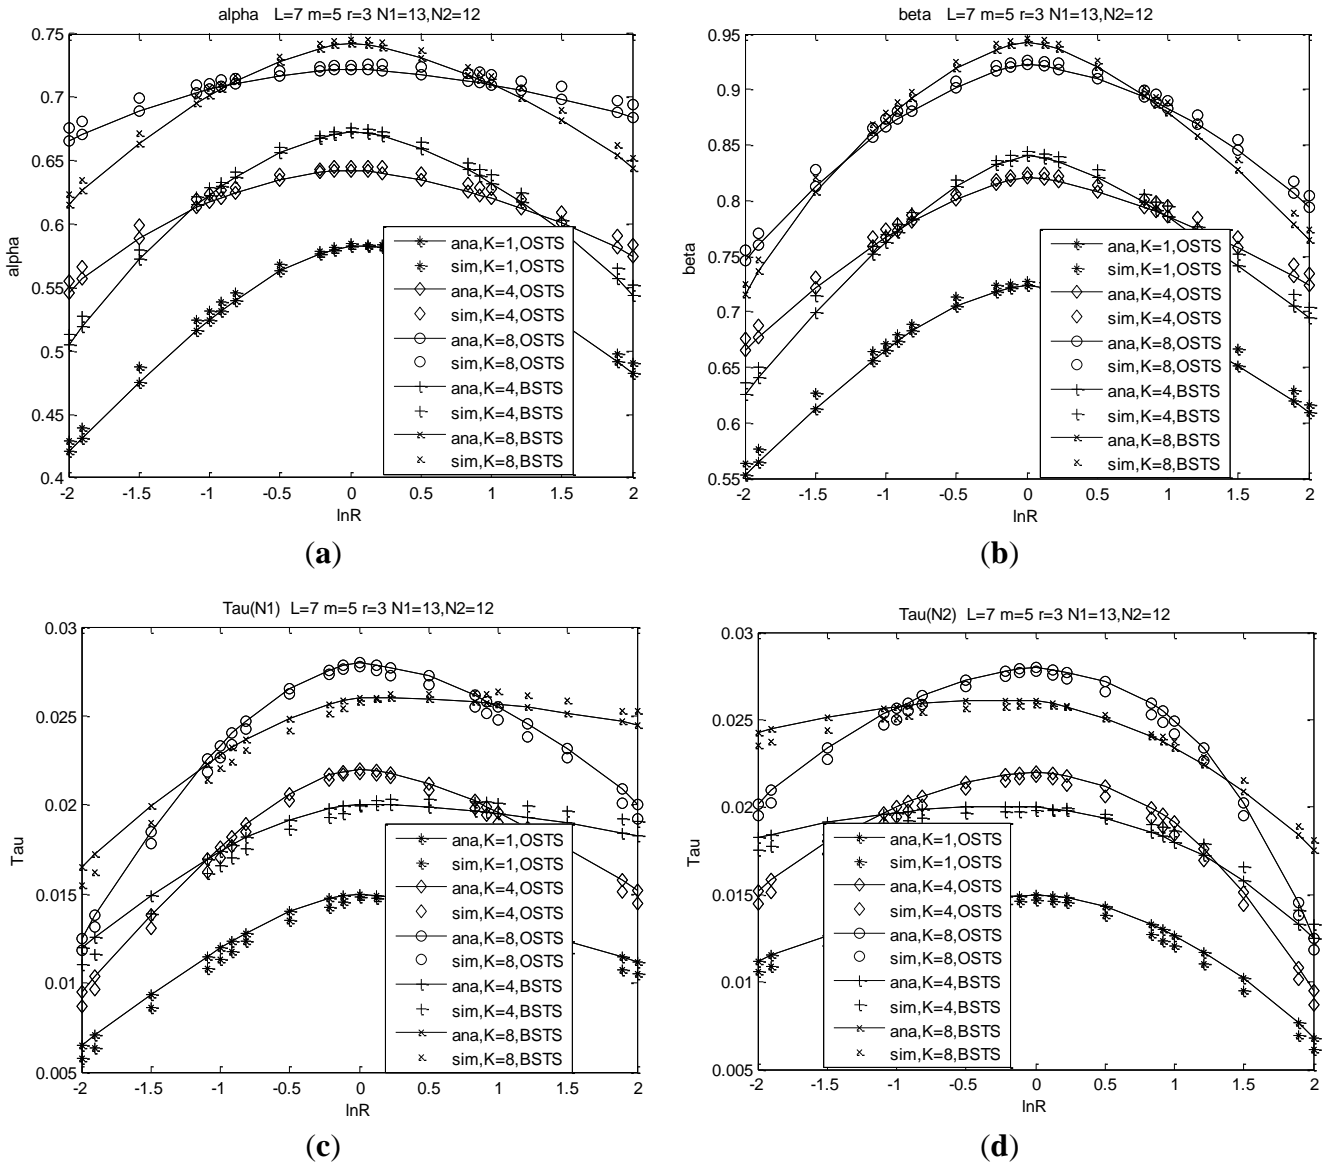 alpha L=7 m=5 r=3 N1=13,N2=12
0.75
0.7
0.65
0.6
0.55
0.5
0.45
0.4
alpha
-2 -1.5 -1 -0.5 0 0.5 1 1.5 2
lnR
ana,K=1,OSTS
sim,K=1,OSTS
ana,K=4,OSTS
sim,K=4,OSTS
ana,K=8,OSTS
sim,K=8,OSTS
ana,K=4,BSTS
sim,K=4,BSTS
ana,K=8,BSTS
sim,K=8,BSTS
(a)
beta L=7 m=5 r=3 N1=13,N2=12
0.95
0.9
0.85
0.8
0.75
0.7
0.65
0.6
0.55
beta
-2 -1.5 -1 -0.5 0 0.5 1 1.5 2
lnR
ana,K=1,OSTS
sim,K=1,OSTS
ana,K=4,OSTS
sim,K=4,OSTS
ana,K=8,OSTS
sim,K=8,OSTS
ana,K=4,BSTS
sim,K=4,BSTS
ana,K=8,BSTS
sim,K=8,BSTS
(b)
Tau(N1) L=7 m=5 r=3 N1=13,N2=12
0.03
0.025
0.02
0.015
0.01
0.005
Tau
-2 -1.5 -1 -0.5 0 0.5 1 1.5 2
lnR
ana,K=1,OSTS
sim,K=1,OSTS
ana,K=4,OSTS
sim,K=4,OSTS
ana,K=8,OSTS
sim,K=8,OSTS
ana,K=4,BSTS
sim,K=4,BSTS
ana,K=8,BSTS
sim,K=8,BSTS
(c)
Tau(N2) L=7 m=5 r=3 N1=13,N2=12
0.03
0.025
0.02
0.015
0.01
0.005
Tau
-2 -1.5 -1 -0.5 0 0.5 1 1.5 2
lnR
ana,K=1,OSTS
sim,K=1,OSTS
ana,K=4,OSTS
sim,K=4,OSTS
ana,K=8,OSTS
sim,K=8,OSTS
ana,K=4,BSTS
sim,K=4,BSTS
ana,K=8,BSTS
sim,K=8,BSTS
(d)